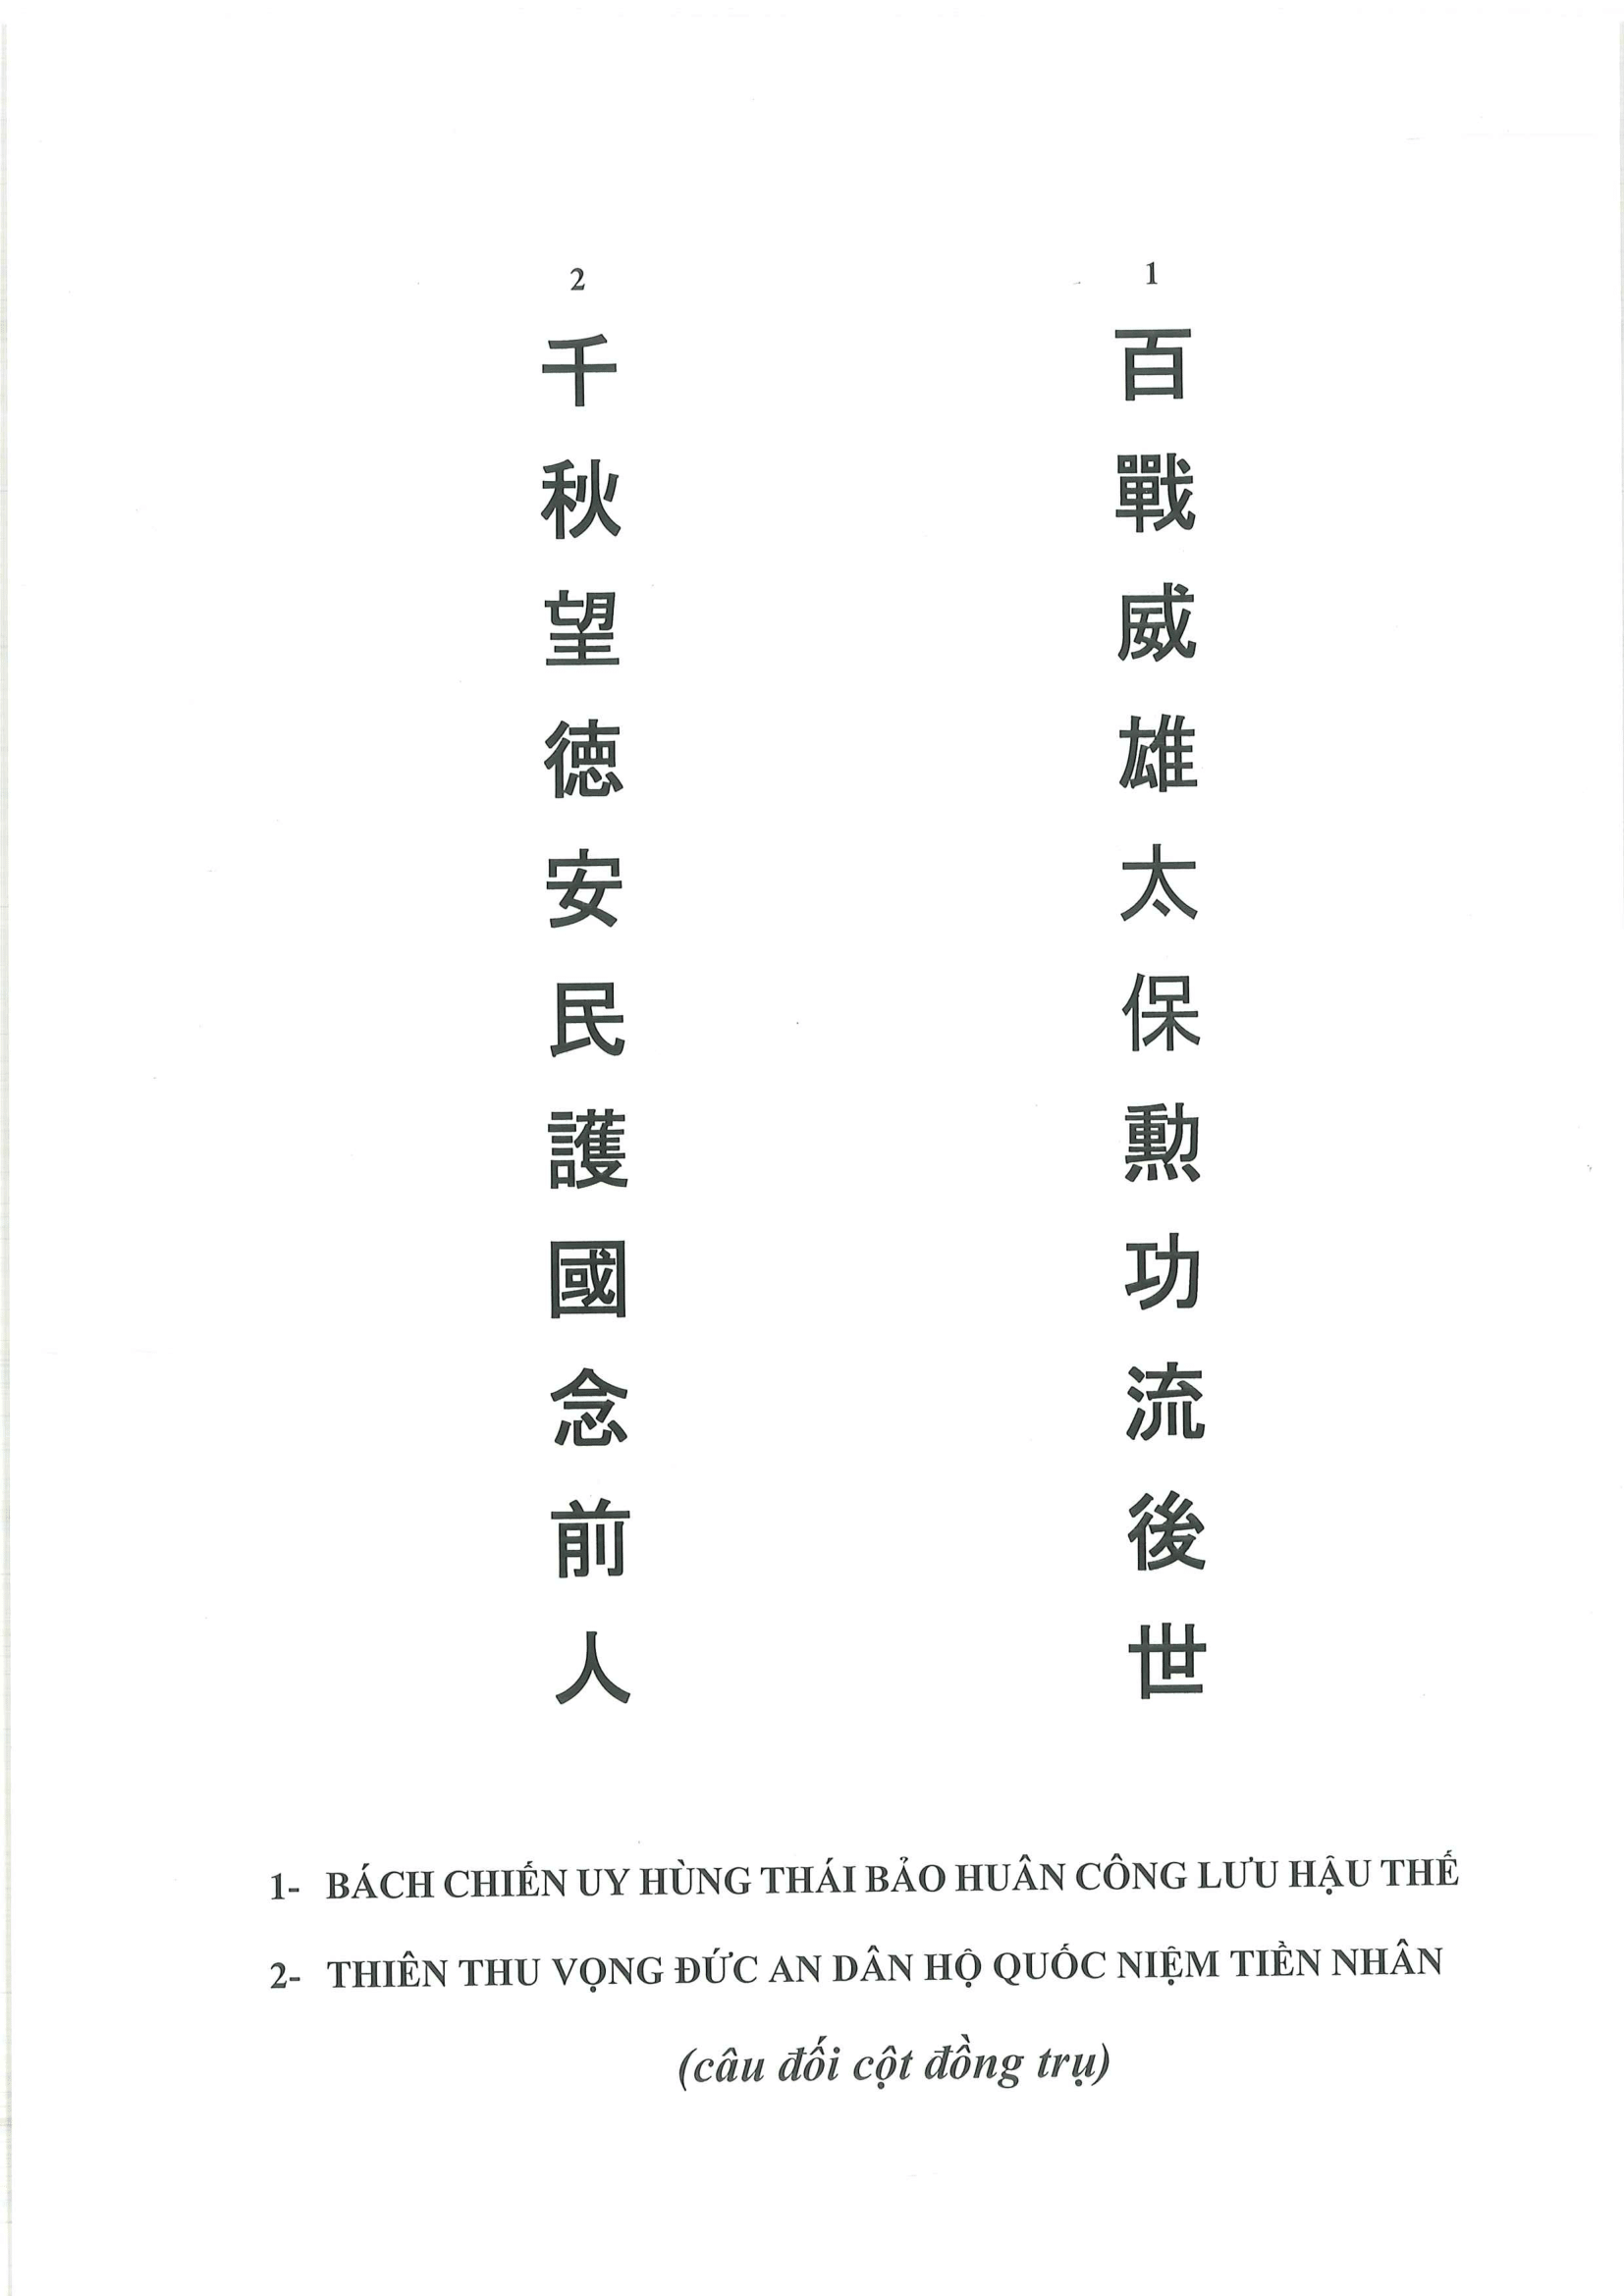 1
百戰威雄太保勳功流後世
2
千秋望徳安民護國念前人
1- BÁCH CHIẾN UY HÙNG THÁI BẢO HUÂN CÔNG LƯU HẬU THẾ
2- THIÊN THU VỌNG ĐỨC AN DÂN HỘ QUỐC NIỆM TIỀN NHÂN
(câu đối cột đồng trụ)